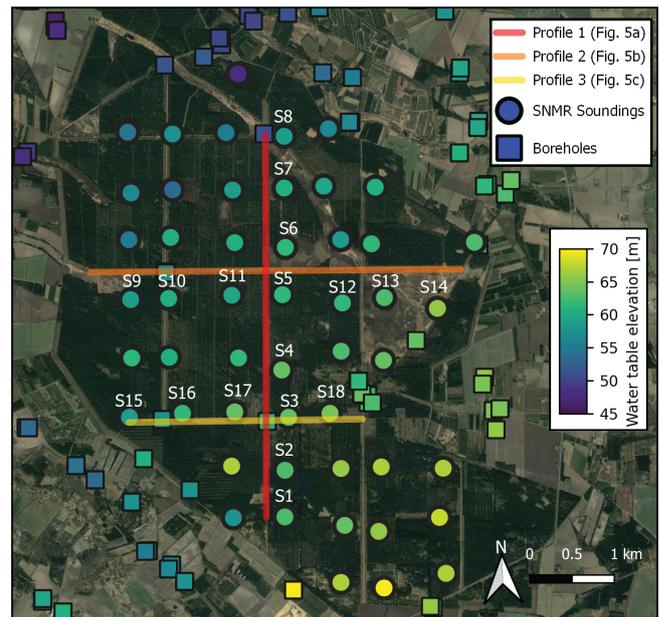 Profile 1 (Fig. 5a)
Profile 2 (Fig. 5b)
Profile 3 (Fig. 5c)
SNMR Soundings
Boreholes
S8
S7
S6
S9 S10 S11 S5 S12 S13 S14
S4
S15 S16 S17 S3 S18
S2
S1
70
65
60
55
50
45
Water table elevation [m]
N
0 0.5 1 km